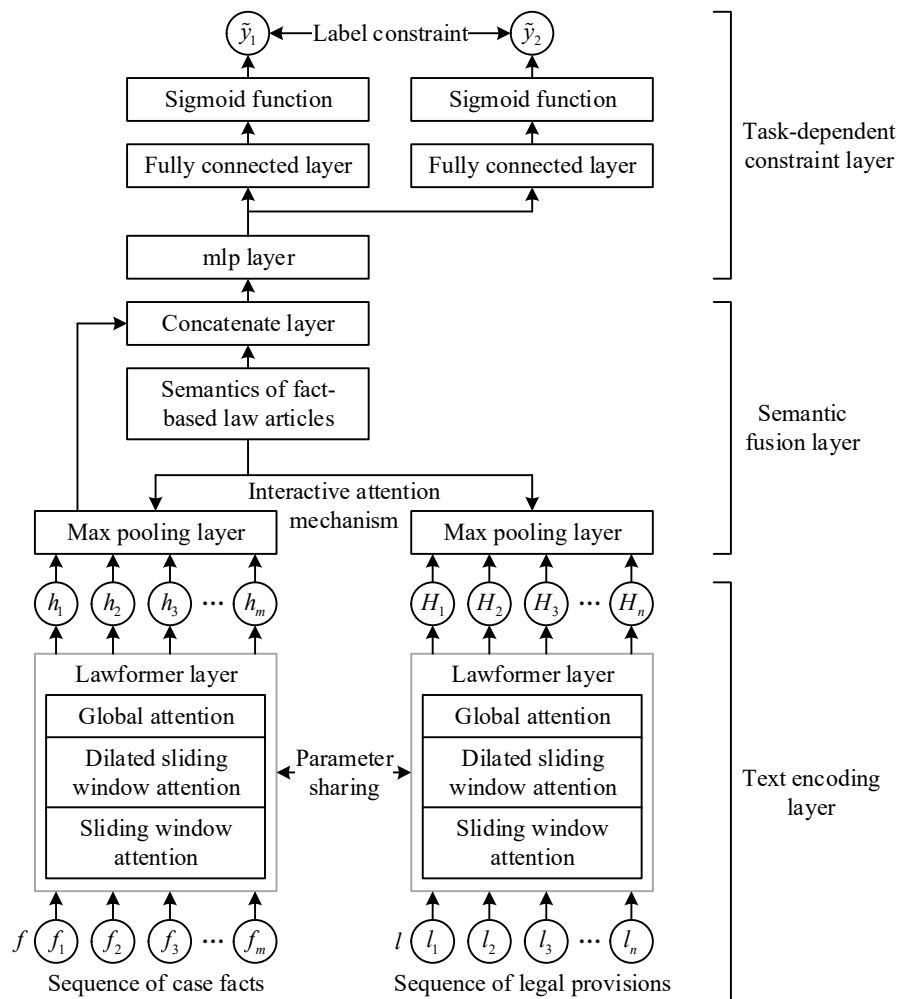 ỹ₁
Label constraint
ỹ₂
Sigmoid function
Sigmoid function
Fully connected layer
Fully connected layer
Task-dependent
constraint layer
mlp layer
Concatenate layer
Semantics of fact-
based law articles
Semantic
fusion layer
Interactive attention
mechanism
Max pooling layer
Max pooling layer
h₁ h₂ h₃ ··· hₘ
H₁ H₂ H₃ ··· Hₙ
Lawformer layer
Global attention
Dilated sliding
window attention
Sliding window
attention
Parameter
sharing
Lawformer layer
Global attention
Dilated sliding
window attention
Sliding window
attention
Text encoding
layer
f f₁ f₂ f₃ ··· fₘ
Sequence of case facts
l l₁ l₂ l₃ ··· lₙ
Sequence of legal provisions